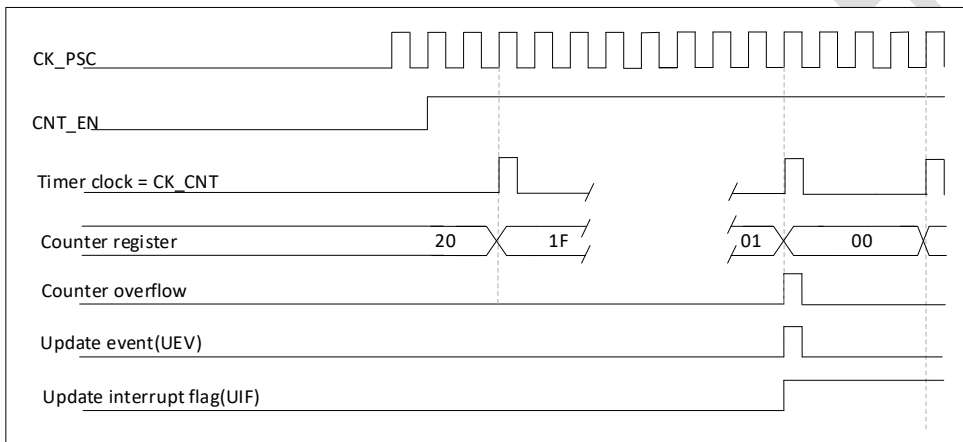 CK_PSC
CNT_EN
Timer clock = CK_CNT
Counter register 20 1F 01 00
Counter overflow
Update event(UEV)
Update interrupt flag(UIF)